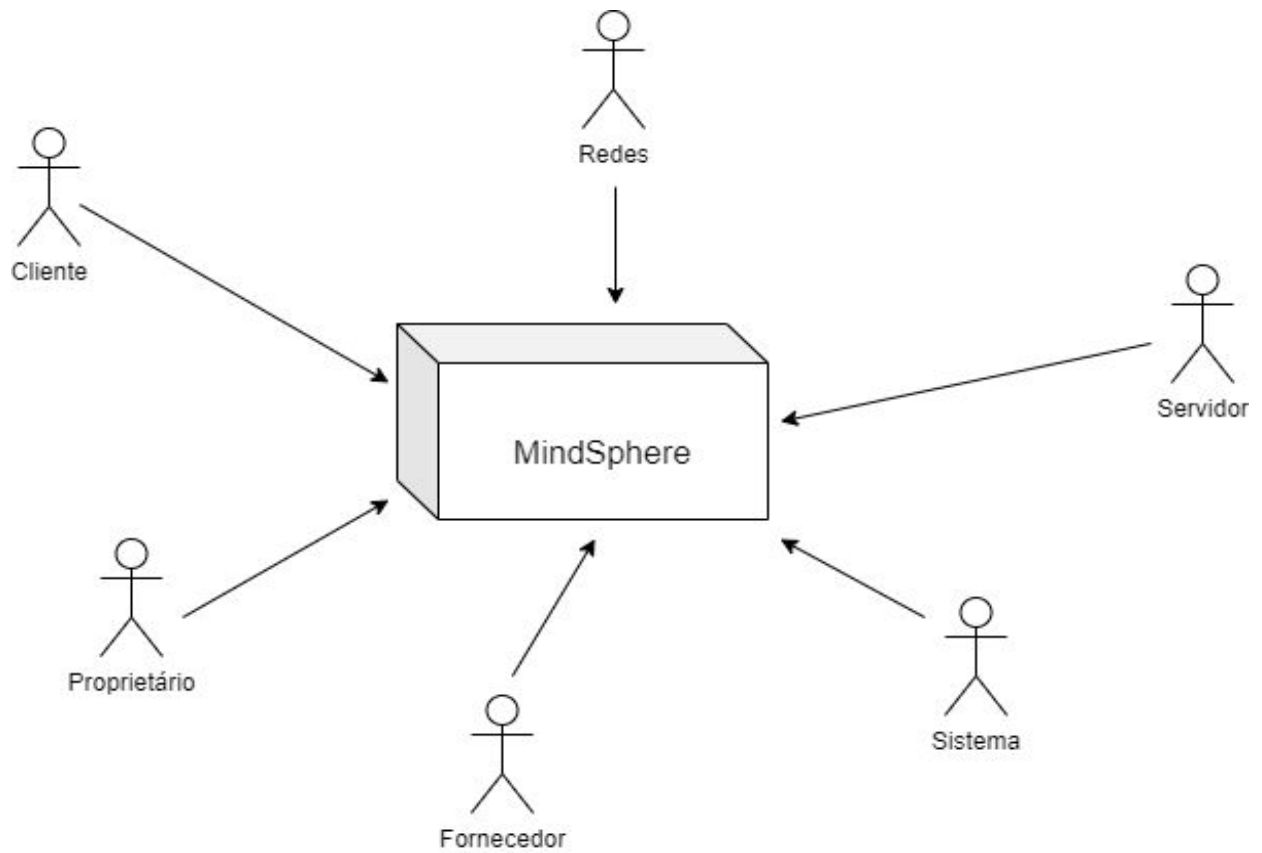 Redes
Cliente
Servidor
MindSphere
Proprietário
Sistema
Fornecedor